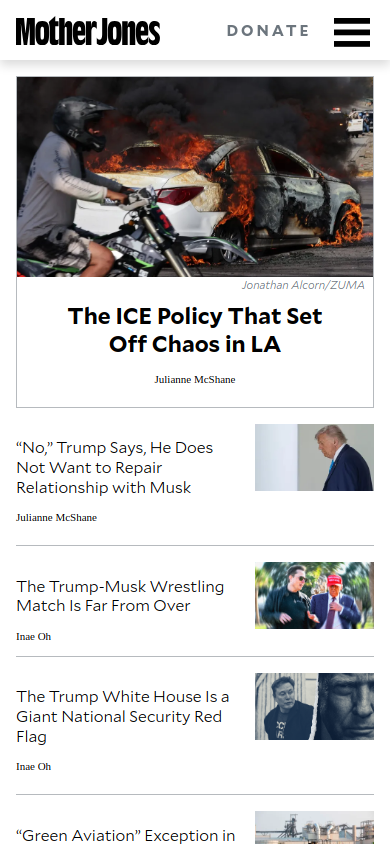 Mother Jones
DONATE
Jonathan Alcorn/ZUMA
The ICE Policy That Set
Off Chaos in LA
Julianne McShane
“No,” Trump Says, He Does
Not Want to Repair
Relationship with Musk
Julianne McShane
The Trump-Musk Wrestling
Match Is Far From Over
Inae Oh
The Trump White House Is a
Giant National Security Red
Flag
Inae Oh
“Green Aviation” Exception in